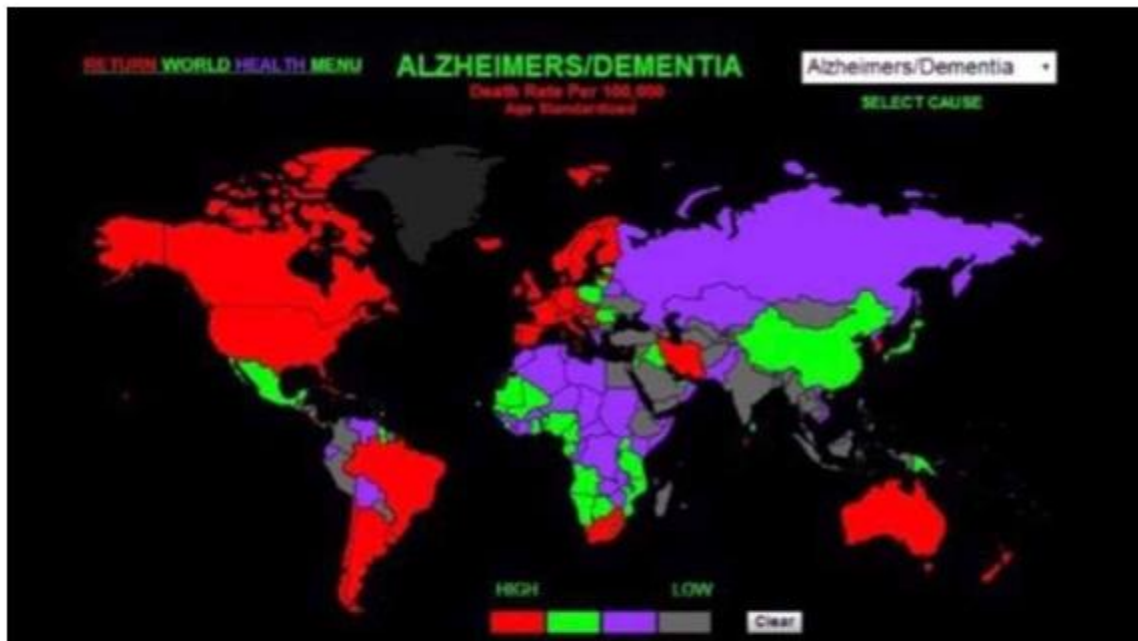 RETURN WORLD HEALTH MENU
ALZHEIMERS/DEMENTIA
Death Rate Per 100,000
Age Standardized
Alzheimers/Dementia
SELECT CAUSE
HIGH LOW
Clear